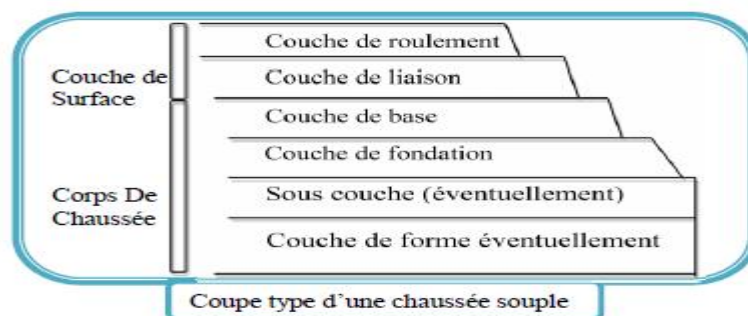 Couche de roulement
Couche de
Surface
Couche de liaison
Couche de base
Couche de fondation
Corps De
Chaussée
Sous couche (éventuellement)
Couche de forme éventuellement
Coupe type d'une chaussée souple